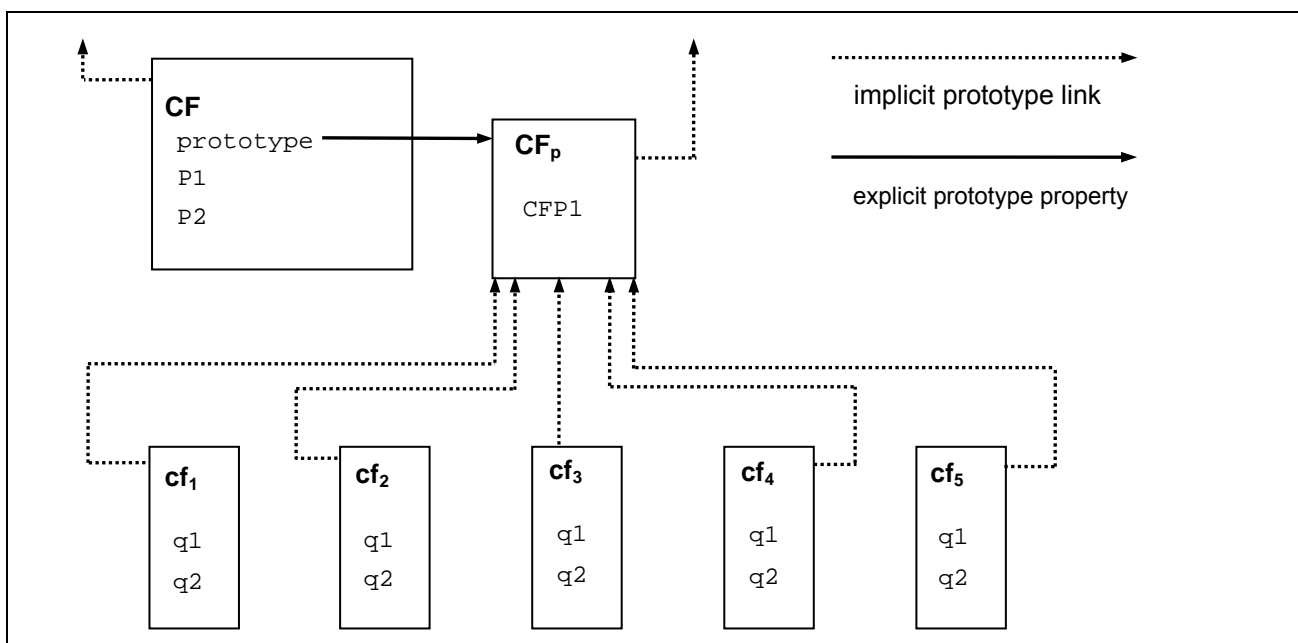 CF
prototype
P1
P2
CFp
CFP1
implicit prototype link
explicit prototype property
cf1
q1
q2
cf2
q1
q2
cf3
q1
q2
cf4
q1
q2
cf5
q1
q2